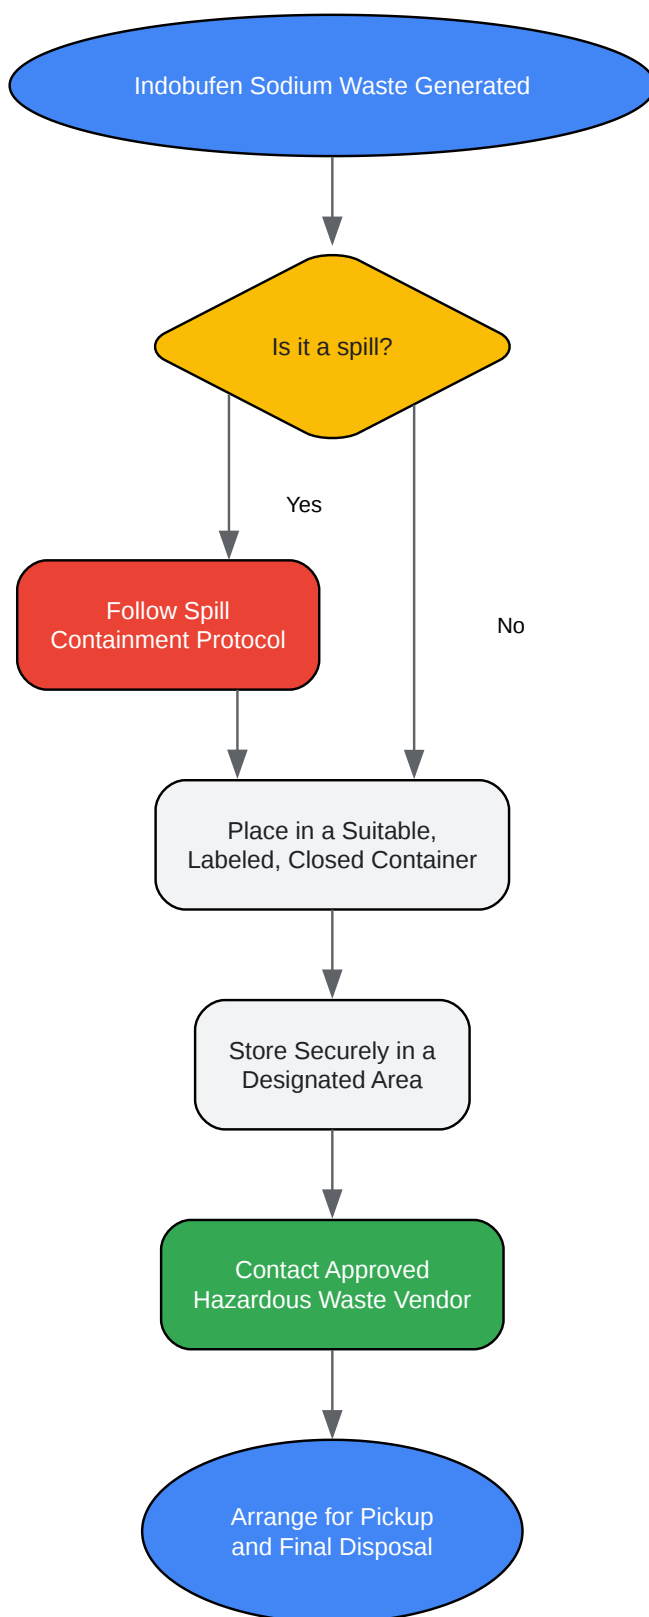 Indobufen Sodium Waste Generated
Is it a spill?
Yes
Follow Spill
Containment Protocol
No
Place in a Suitable,
Labeled, Closed Container
Store Securely in a
Designated Area
Contact Approved
Hazardous Waste Vendor
Arrange for Pickup
and Final Disposal